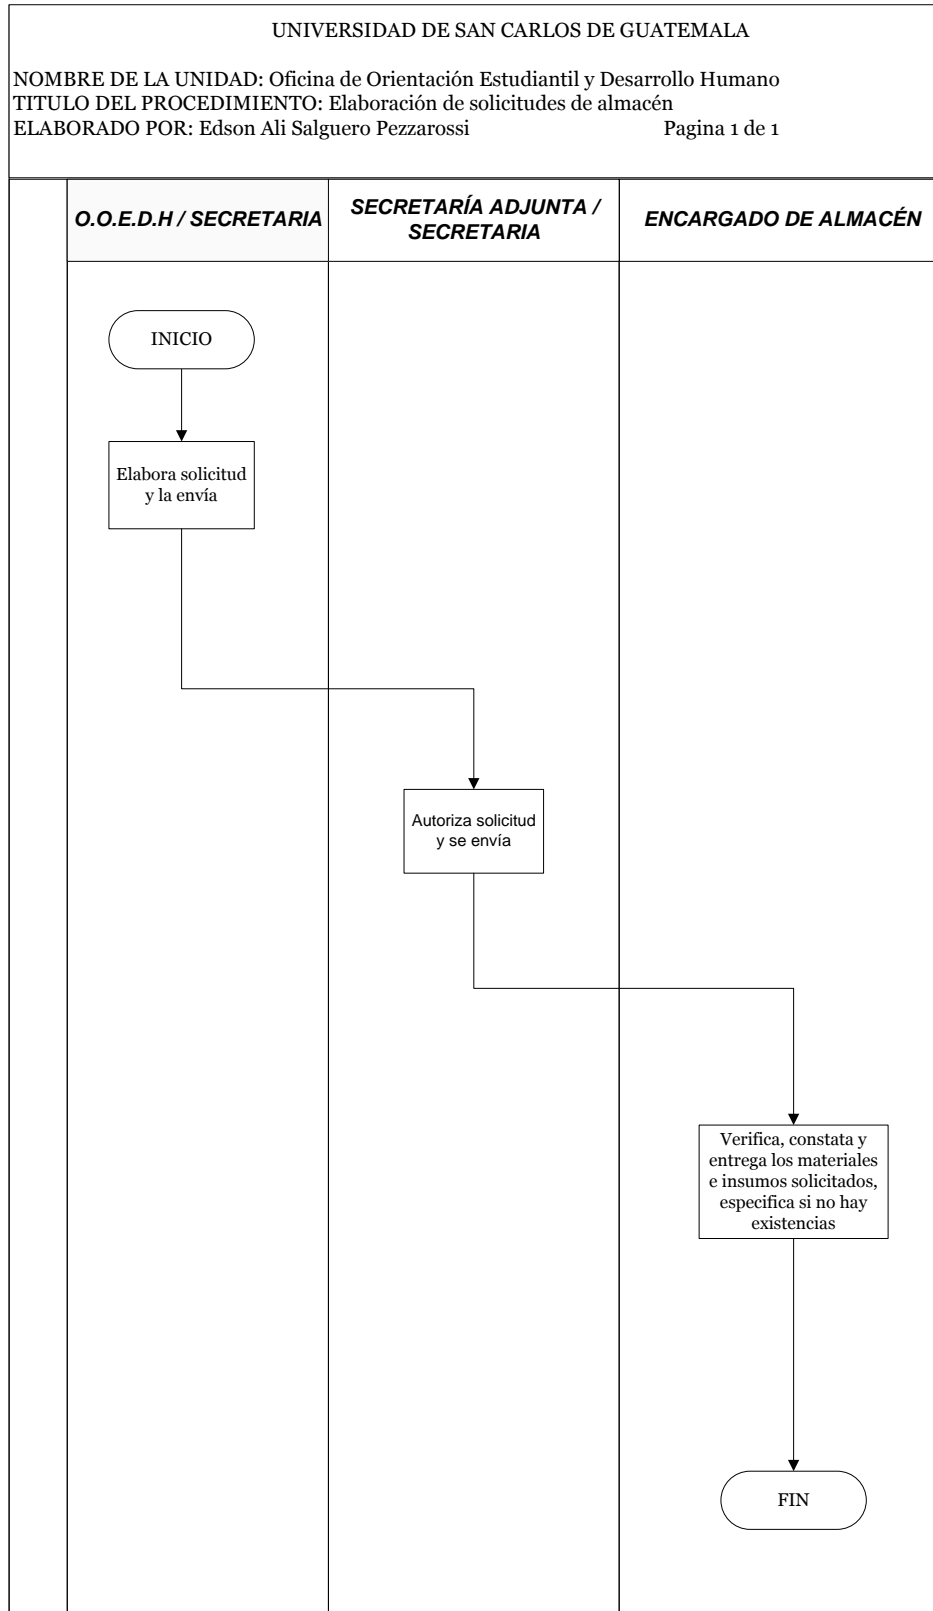 UNIVERSIDAD DE SAN CARLOS DE GUATEMALA
NOMBRE DE LA UNIDAD: Oficina de Orientación Estudiantil y Desarrollo Humano
TITULO DEL PROCEDIMIENTO: Elaboración de solicitudes de almacén
ELABORADO POR: Edson Ali Salguero Pezzarossi Pagina 1 de 1
O.O.E.D.H / SECRETARIA
SECRETARÍA ADJUNTA /
SECRETARIA
ENCARGADO DE ALMACÉN
INICIO
Elabora solicitud
y la envía
Autoriza solicitud
y se envía
Verifica, constata y
entrega los materiales
e insumos solicitados,
especifica si no hay
existencias
FIN